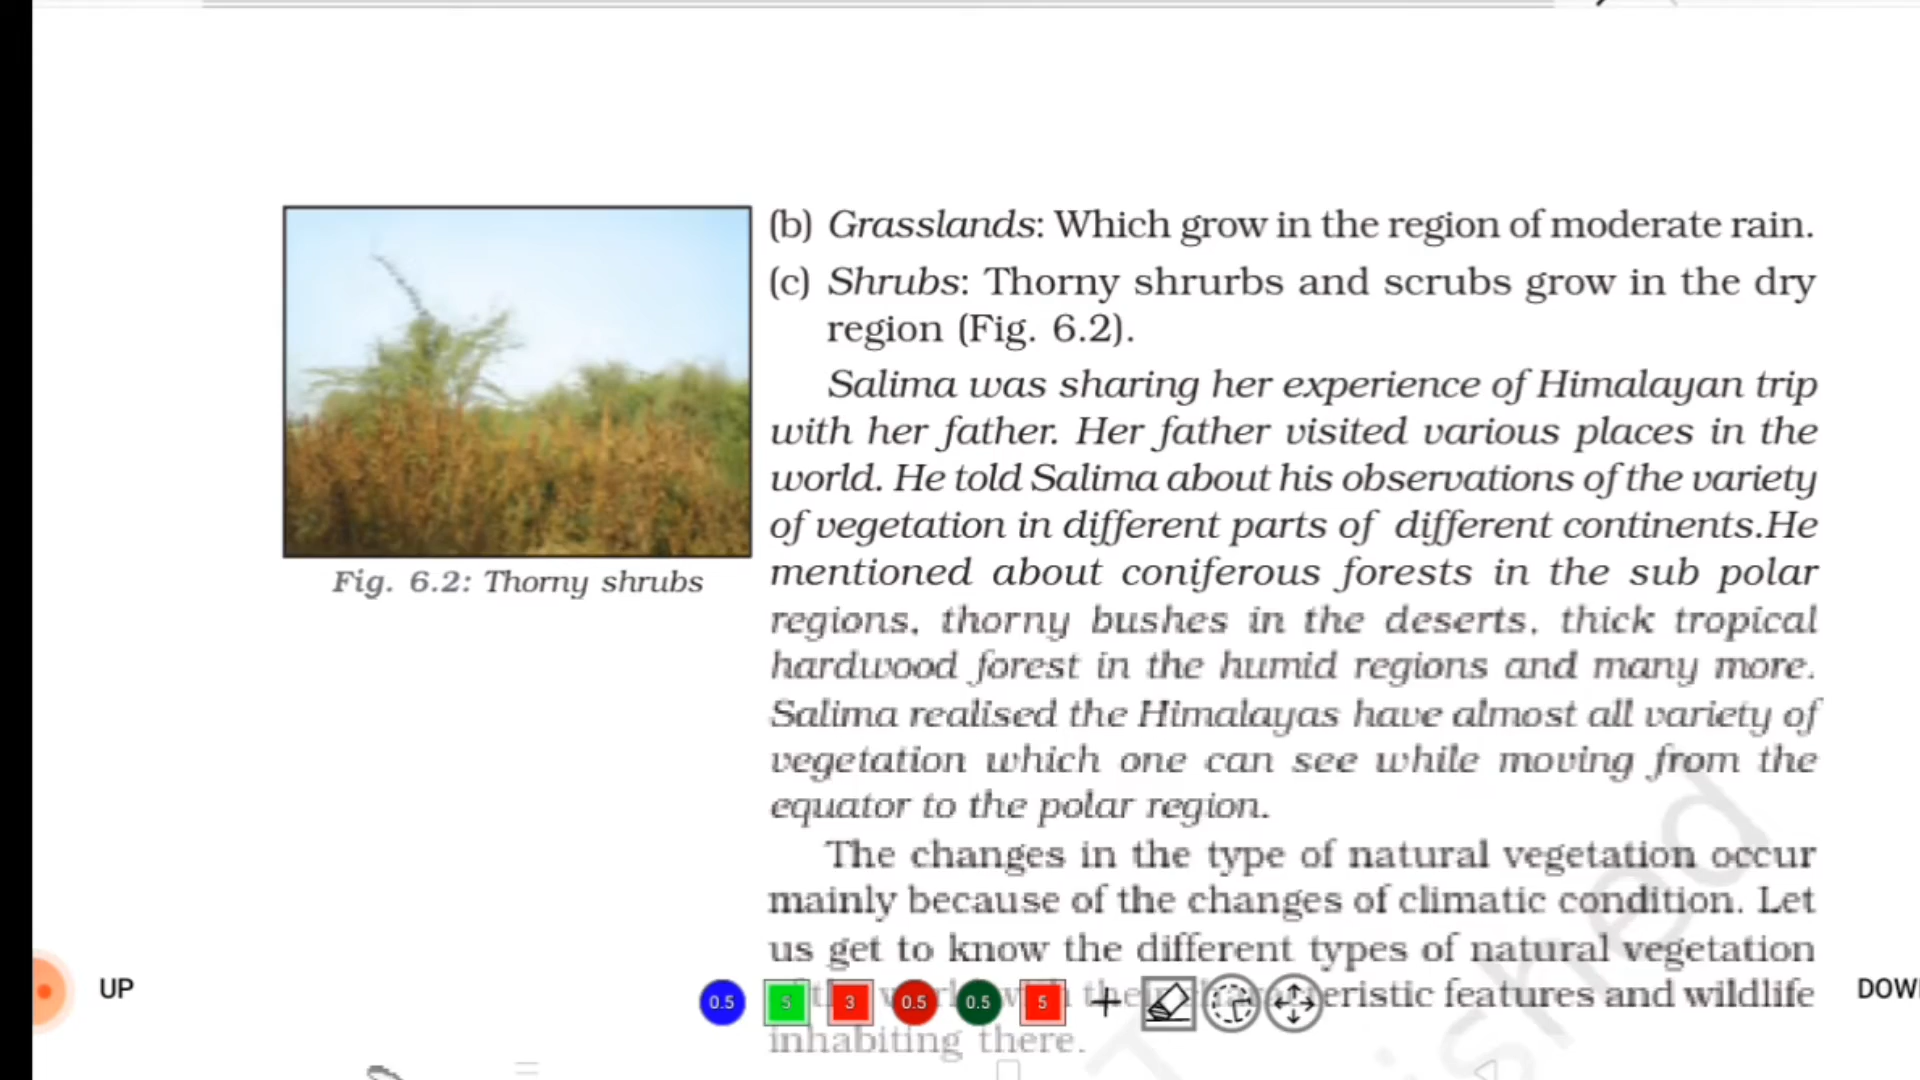 (b) Grasslands: Which grow in the region of moderate rain.
(c) Shrubs: Thorny shrurbs and scrubs grow in the dry
region (Fig. 6.2).
Salima was sharing her experience of Himalayan trip
with her father. Her father visited various places in the
world. He told Salima about his observations of the variety
of vegetation in different parts of different continents.He
mentioned about coniferous forests in the sub polar
regions, thorny bushes in the deserts, thick tropical
hardwood forest in the humid regions and many more.
Salima realised the Himalayas have almost all variety of
vegetation which one can see while moving from the
equator to the polar region.
The changes in the type of natural vegetation occur
mainly because of the changes of climatic condition. Let
us get to know the different types of natural vegetation
features and wildlife
inhabiting there.
Fig. 6.2: Thorny shrubs
UP
0.5
5
3
0.5
0.5
5